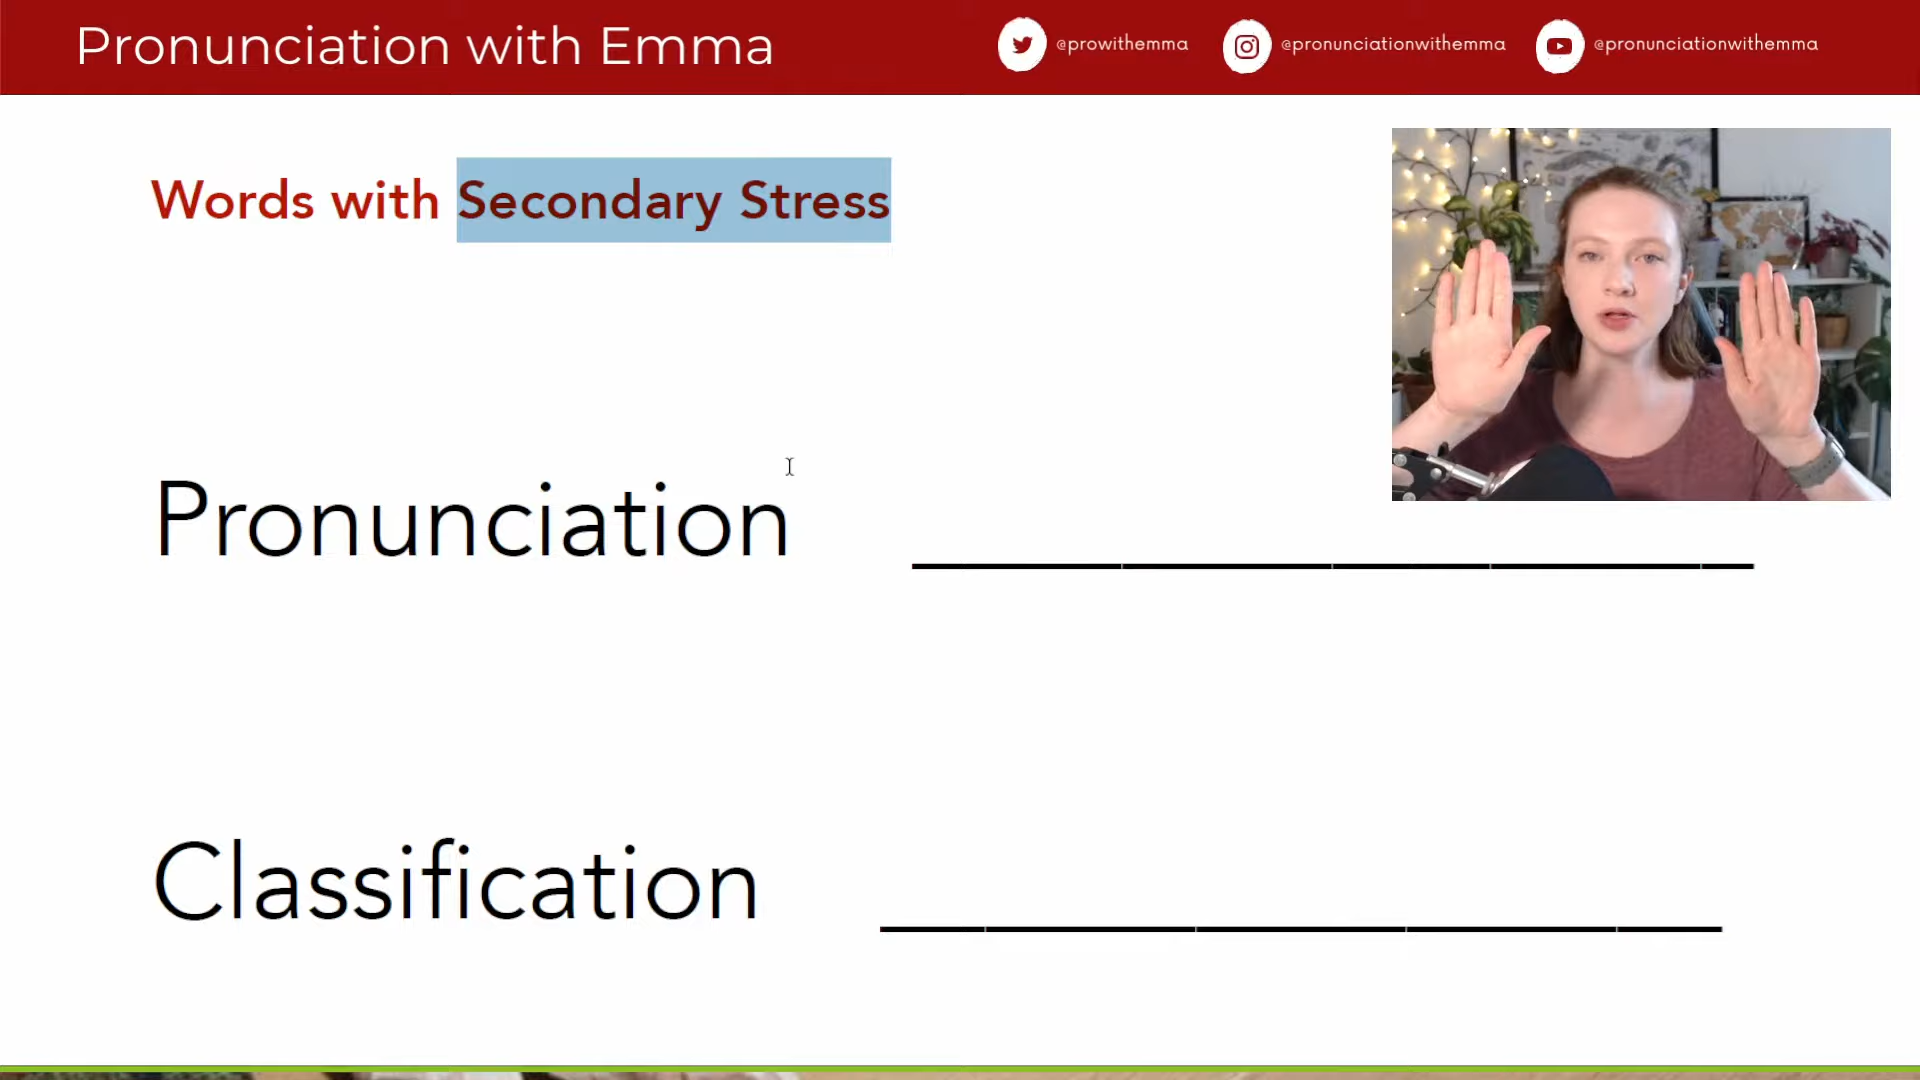 Pronunciation with Emma
@prowithemma
@pronunciationwithemma
@pronunciationwithemma
Words with Secondary Stress
Pronunciation
Classification